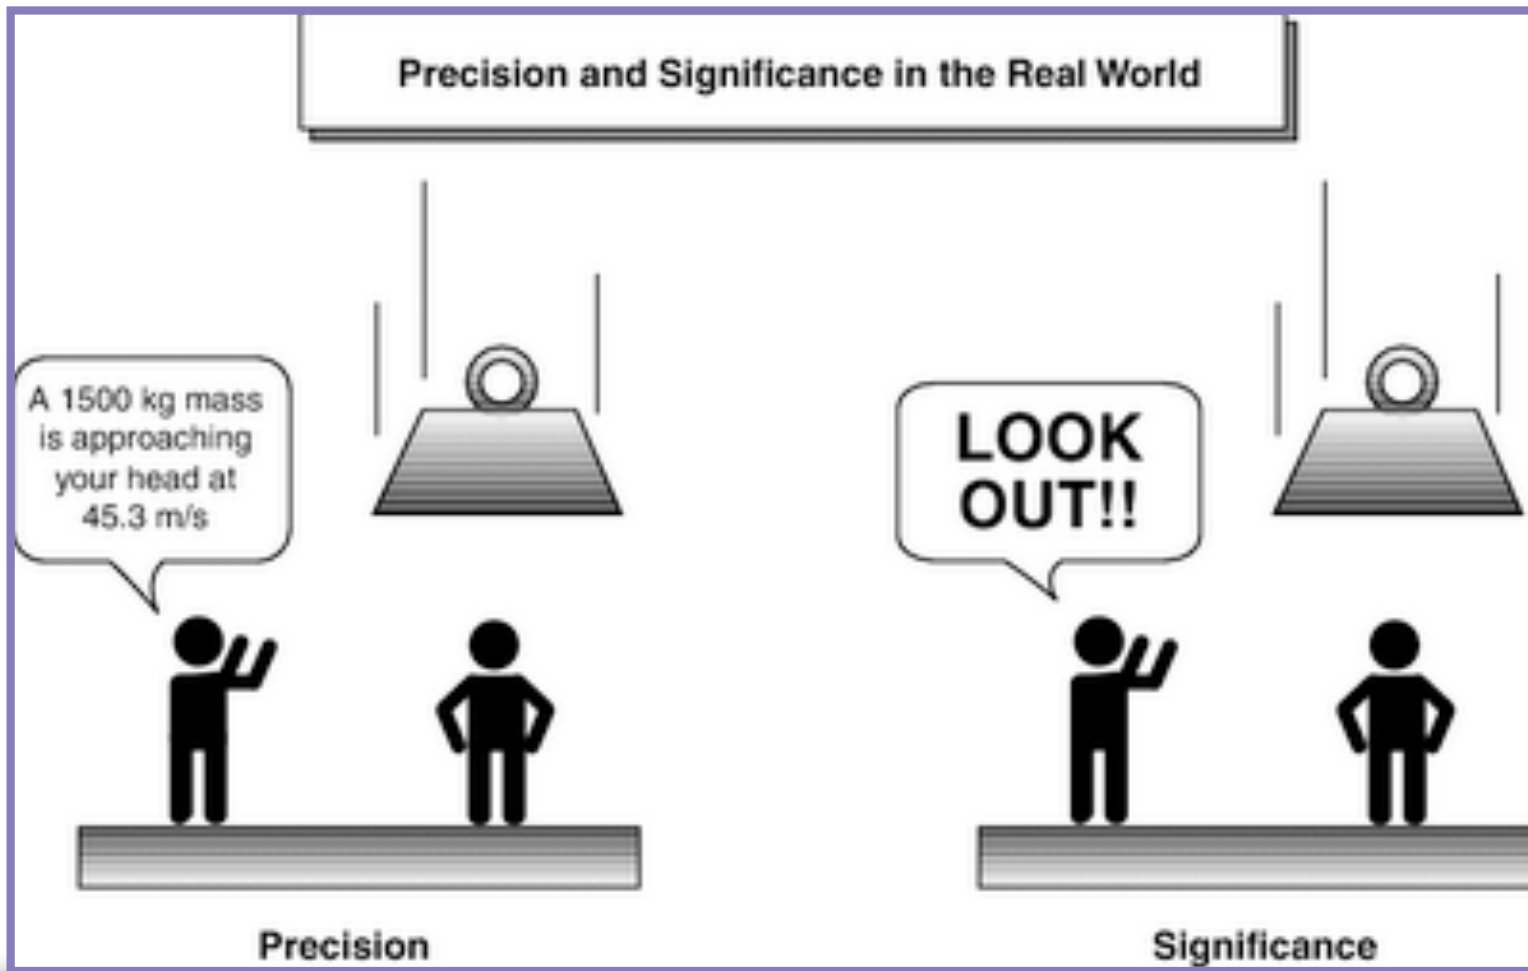 Precision and Significance in the Real World
A 1500 kg mass
is approaching
your head at
45.3 m/s
LOOK
OUT!!
Precision
Significance